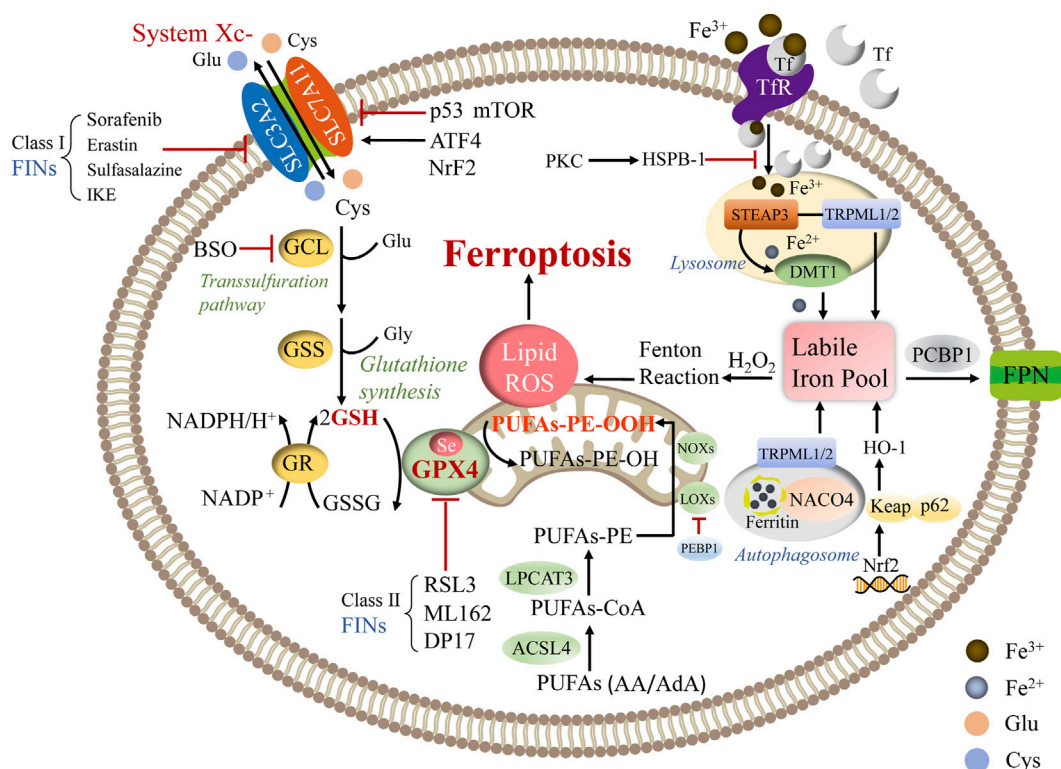 System Xc-
Cys
Glu
SLC7A11
SLC3A2
Class I
FINs
Sorafenib
Erastin
Sulfasalazine
IKE
p53 mTOR
ATF4
NrF2
Cys
BSO
GCL
Glu
Transsulfuration
pathway
GSS
Gly
Glutathione
synthesis
NADPH/H+
2GSH
GR
NADP+
GSSG
Se
GPX4
Class II
FINs
RSL3
ML162
DP17
Ferroptosis
Lipid
ROS
PUFAs-PE-OOH
PUFAs-PE-OH
NOXs
LOXs
PEBP1
PUFAs-PE
LPCAT3
PUFAs-CoA
ACSL4
PUFAs (AA/AdA)
Fe3+
Tf
Tf
TfR
PKC
HSPB-1
Fe3+
STEAP3
TRPML1/2
Fe2+
Lysosome
DMT1
Fenton
Reaction
H2O2
Labile
Iron Pool
PCBP1
FPN
TRPML1/2
NACO4
Ferritin
Autophagosome
HO-1
Keap
p62
Nrf2
Fe3+
Fe2+
Glu
Cys